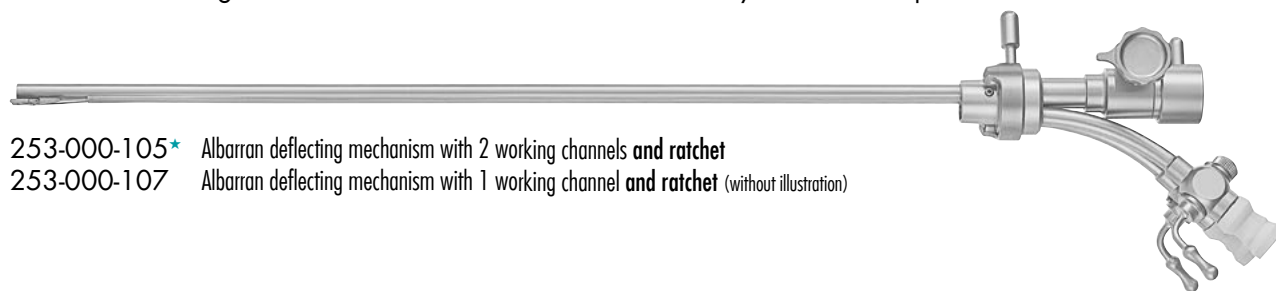 253-000-105★ Albarran deflecting mechanism with 2 working channels and ratchet
253-000-107 Albarran deflecting mechanism with 1 working channel and ratchet (without illustration)